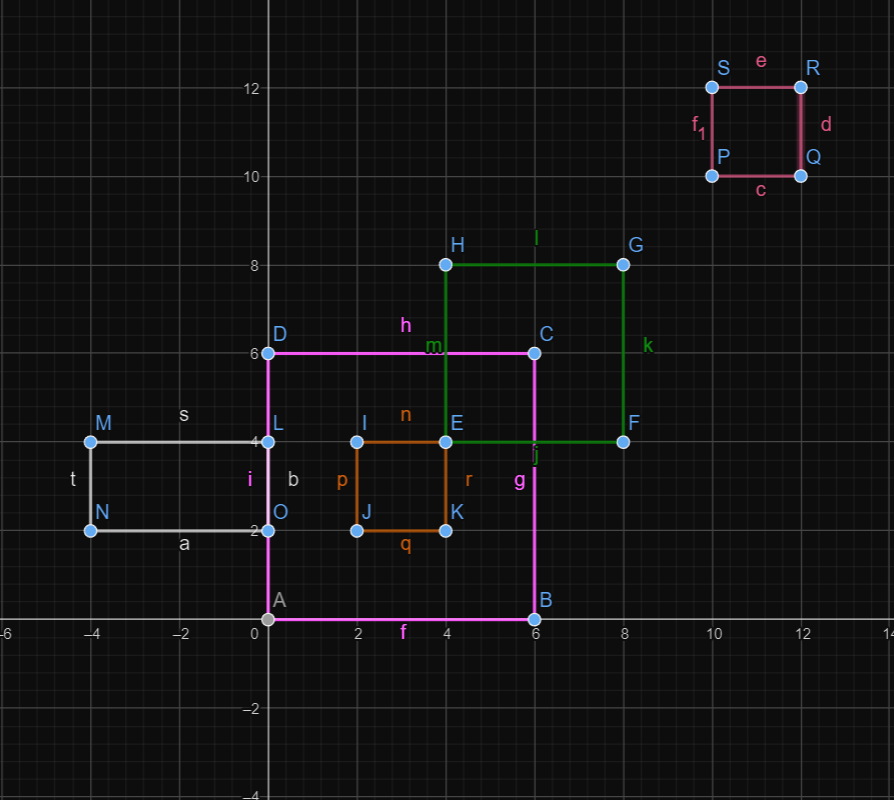 e
S R
12
f1 d
P Q
10
c
H l G
8
D h C
m k
6
M s L I n E F
4
j
t i b p r g
N O J K
2
a q
A B
-6 -4 -2 0 2 4 6 8 10 12 14
f
-2
-4